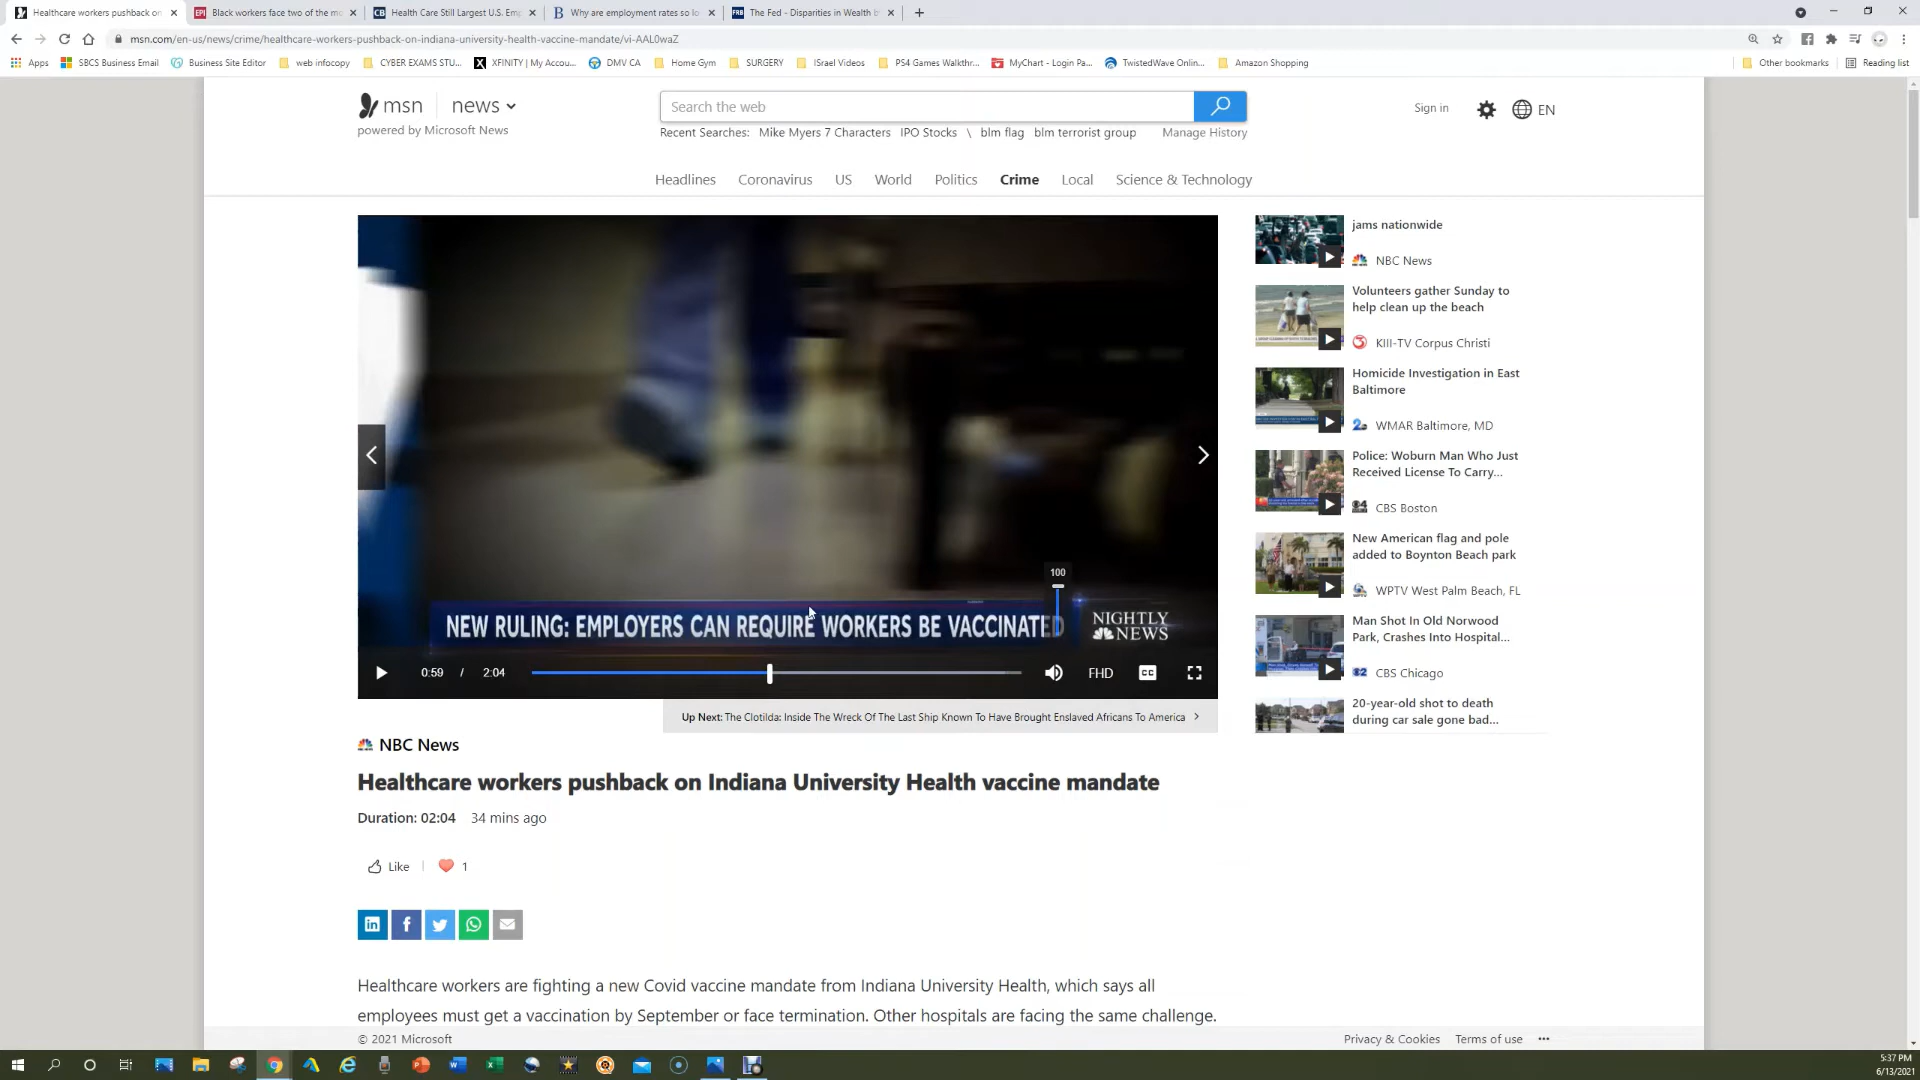 Healthcare workers pushback on
Black workers face two of the mo
Health Care Still Largest U.S. Emp
Why are employment rates so lo
The Fed - Disparities in Wealth b
msn.com/en-us/news/crime/healthcare-workers-pushback-on-indiana-university-health-vaccine-mandate/vi-AAL0waZ
Apps SBCS Business Email Business Site Editor web infocopy CYBER EXAMS STU... XFINITY | My Accou... DMV CA Home Gym SURGERY ISrael Videos PS4 Games Walkthr... MyChart - Login Pa... TwistedWave Onlin... Amazon Shopping Other bookmarks Reading list
msn news
powered by Microsoft News
Search the web
Sign in EN
Recent Searches: Mike Myers 7 Characters IPO Stocks \ blm flag blm terrorist group Manage History
Headlines Coronavirus US World Politics Crime Local Science & Technology
100
NEW RULING: EMPLOYERS CAN REQUIRE WORKERS BE VACCINATED
NIGHTLY
NEWS
0:59 / 2:04 FHD CC
Up Next: The Clotilda: Inside The Wreck Of The Last Ship Known To Have Brought Enslaved Africans To America
jams nationwide
NBC News
Volunteers gather Sunday to
help clean up the beach
KIII-TV Corpus Christi
Homicide Investigation in East
Baltimore
WMAR Baltimore, MD
Police: Woburn Man Who Just
Received License To Carry...
CBS Boston
New American flag and pole
added to Boynton Beach park
WPTV West Palm Beach, FL
Man Shot In Old Norwood
Park, Crashes Into Hospital...
CBS Chicago
20-year-old shot to death
during car sale gone bad...
NBC News
Healthcare workers pushback on Indiana University Health vaccine mandate
Duration: 02:04 34 mins ago
Like 1
Healthcare workers are fighting a new Covid vaccine mandate from Indiana University Health, which says all
employees must get a vaccination by September or face termination. Other hospitals are facing the same challenge.
© 2021 Microsoft
Privacy & Cookies Terms of use ...
5:37 PM
6/13/2021